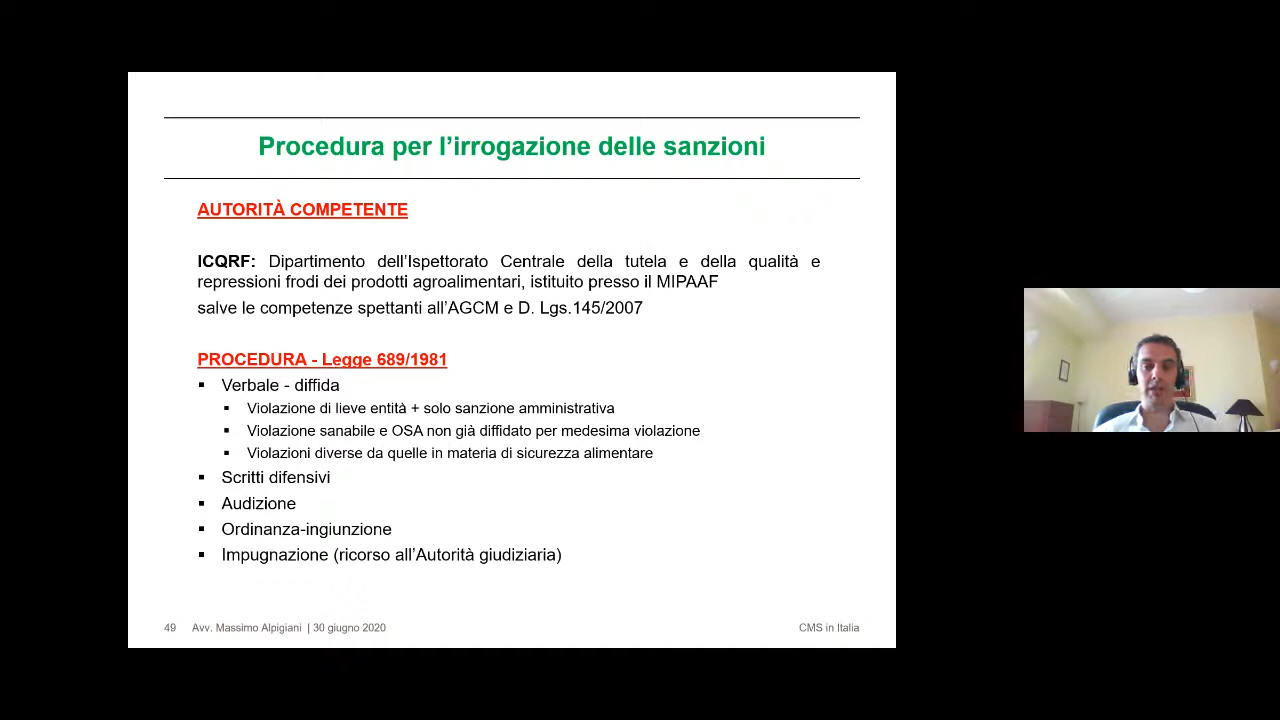 Procedura per l’irrogazione delle sanzioni
AUTORITÀ COMPETENTE
ICQRF: Dipartimento dell’Ispettorato Centrale della tutela e della qualità e
repressioni frodi dei prodotti agroalimentari, istituito presso il MIPAAF
salve le competenze spettanti all’AGCM e D. Lgs.145/2007
PROCEDURA - Legge 689/1981
▪ Verbale - diffida
▪ Violazione di lieve entità + solo sanzione amministrativa
▪ Violazione sanabile e OSA non già diffidato per medesima violazione
▪ Violazioni diverse da quelle in materia di sicurezza alimentare
▪ Scritti difensivi
▪ Audizione
▪ Ordinanza-ingiunzione
▪ Impugnazione (ricorso all’Autorità giudiziaria)
49 Avv. Massimo Alpigiani | 30 giugno 2020 CMS in Italia